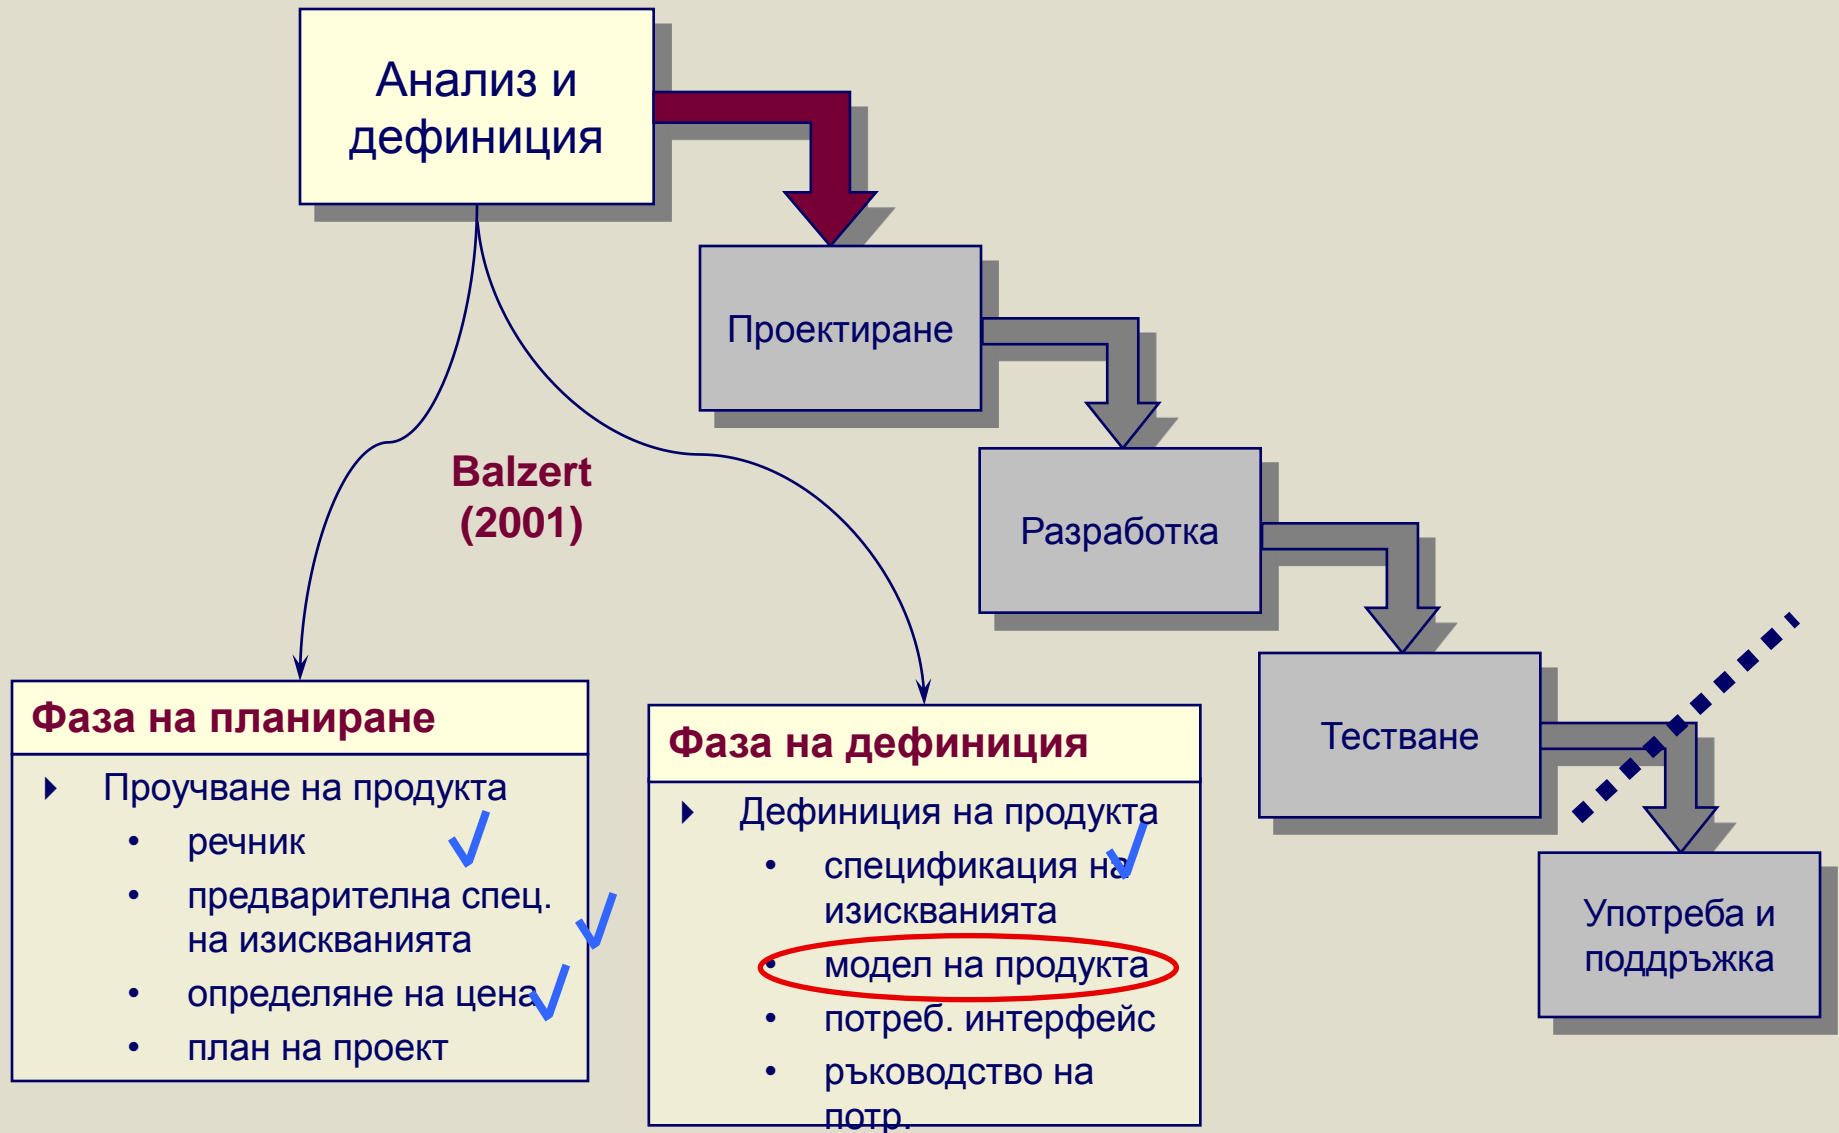 Анализ и
дефиниция
Проектиране
Balzert
(2001)
Разработка
Фаза на планиране
Проучване на продукта
речник
предварителна спец.
на изискванията
определяне на цена
план на проект
Фаза на дефиниция
Дефиниция на продукта
спецификация на
изискванията
модел на продукта
потреб. интерфейс
ръководство на
потр.
Тестване
Употреба и
поддръжка